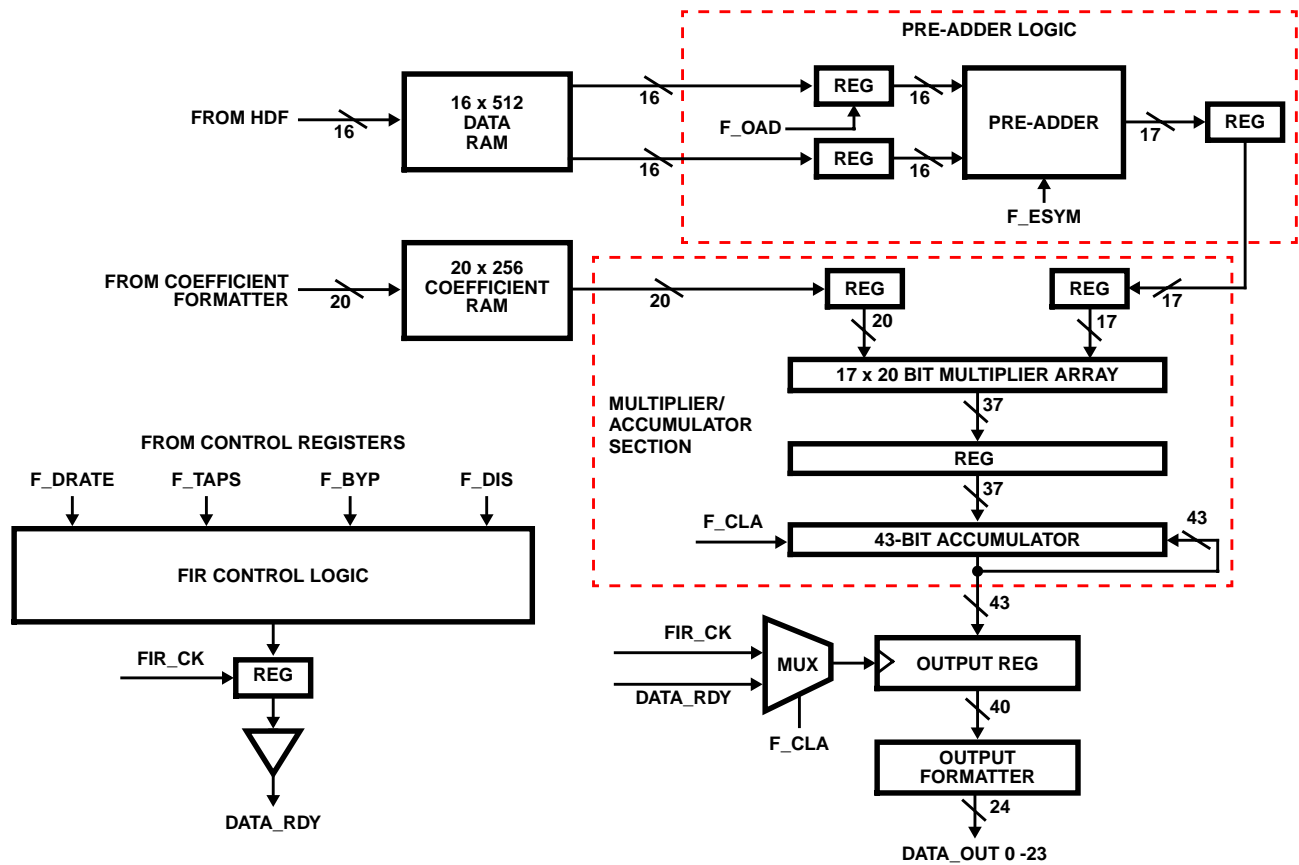 PRE-ADDER LOGIC
FROM HDF
16
16 x 512
DATA
RAM
16
16
F_OAD
REG
REG
16
16
PRE-ADDER
F_ESYM
17
REG
FROM COEFFICIENT
FORMATTER
20
20 x 256
COEFFICIENT
RAM
20
REG
REG
17
20
17
17 x 20 BIT MULTIPLIER ARRAY
37
MULTIPLIER/
ACCUMULATOR
SECTION
REG
37
F_CLA
43-BIT ACCUMULATOR
43
43
FROM CONTROL REGISTERS
F_DRATE
F_TAPS
F_BYP
F_DIS
FIR CONTROL LOGIC
FIR_CK
REG
DATA_RDY
FIR_CK
DATA_RDY
MUX
F_CLA
OUTPUT REG
40
OUTPUT
FORMATTER
24
DATA_OUT 0 -23